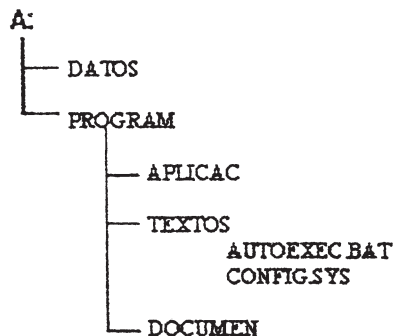 A:
DATOS
PROGRAM
APLICAC
TEXTOS
AUTOEXEC.BAT
CONFIG.SYS
DOCUMEN